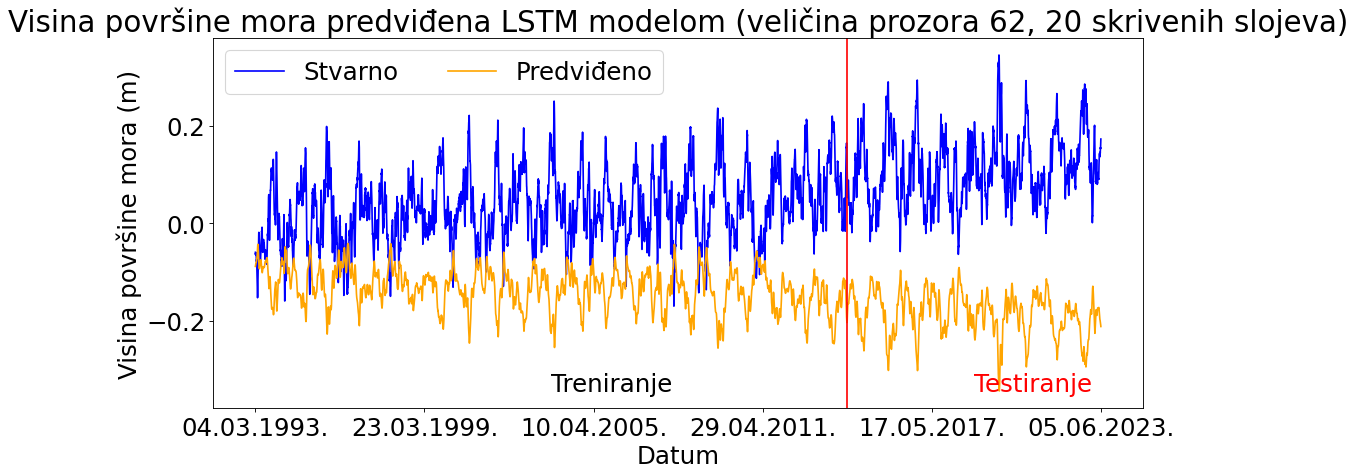 Visina površine mora predviđena LSTM modelom (veličina prozora 62, 20 skrivenih slojeva)
Stvarno
Predviđeno
Visina površine mora (m)
0.2
0.0
−0.2
Treniranje
Testiranje
04.03.1993.
23.03.1999.
10.04.2005.
29.04.2011.
17.05.2017.
05.06.2023.
Datum